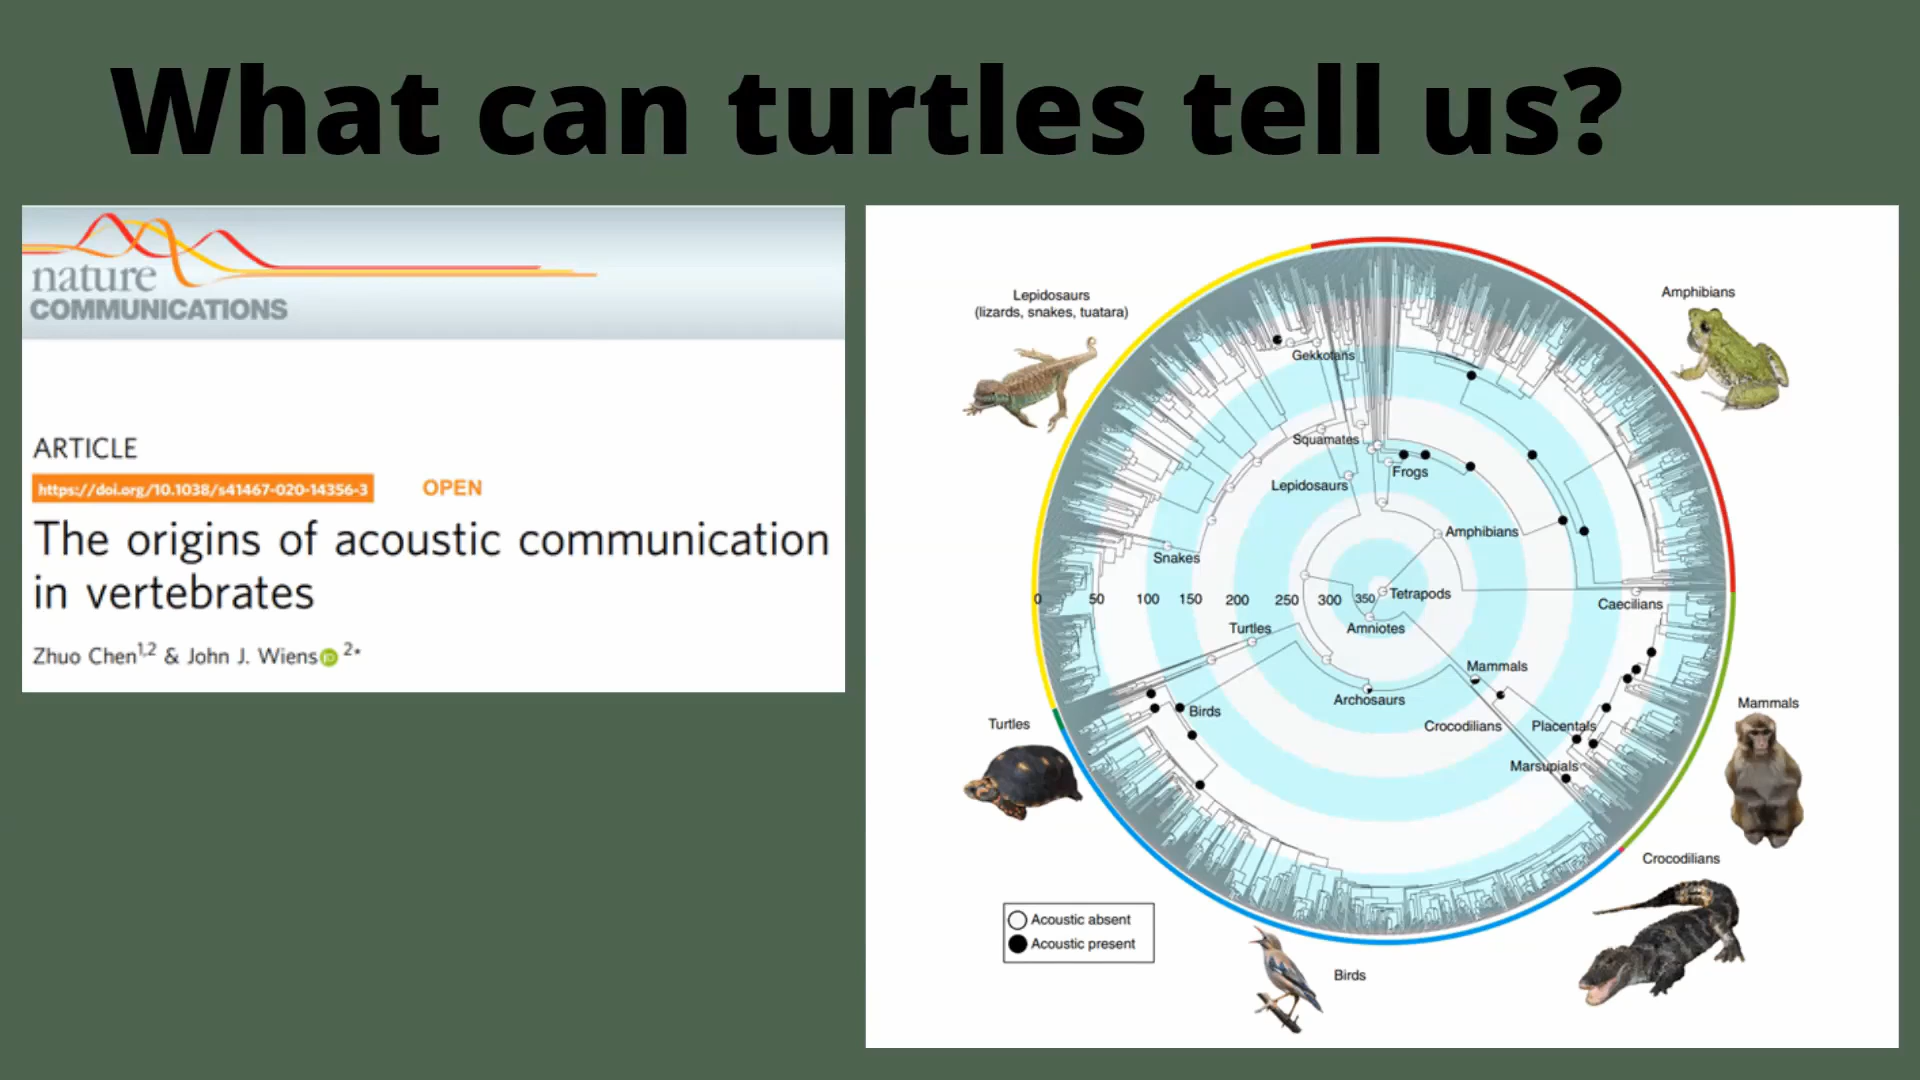 What can turtles tell us?
nature
COMMUNICATIONS
ARTICLE
https://doi.org/10.1038/s41467-020-14356-3
OPEN
The origins of acoustic communication
in vertebrates
Zhuo Chen1,2 & John J. Wiens 2*
Lepidosaurs
(lizards, snakes, tuatara)
Amphibians
Gekkotans
Squamates
Frogs
Lepidosaurs
Amphibians
Snakes
0 50 100 150 200 250 300 350
Tetrapods
Caecilians
Turtles
Amniotes
Mammals
Archosaurs
Birds
Crocodilians
Placentals
Marsupials
Turtles
Mammals
Crocodilians
Acoustic absent
Acoustic present
Birds